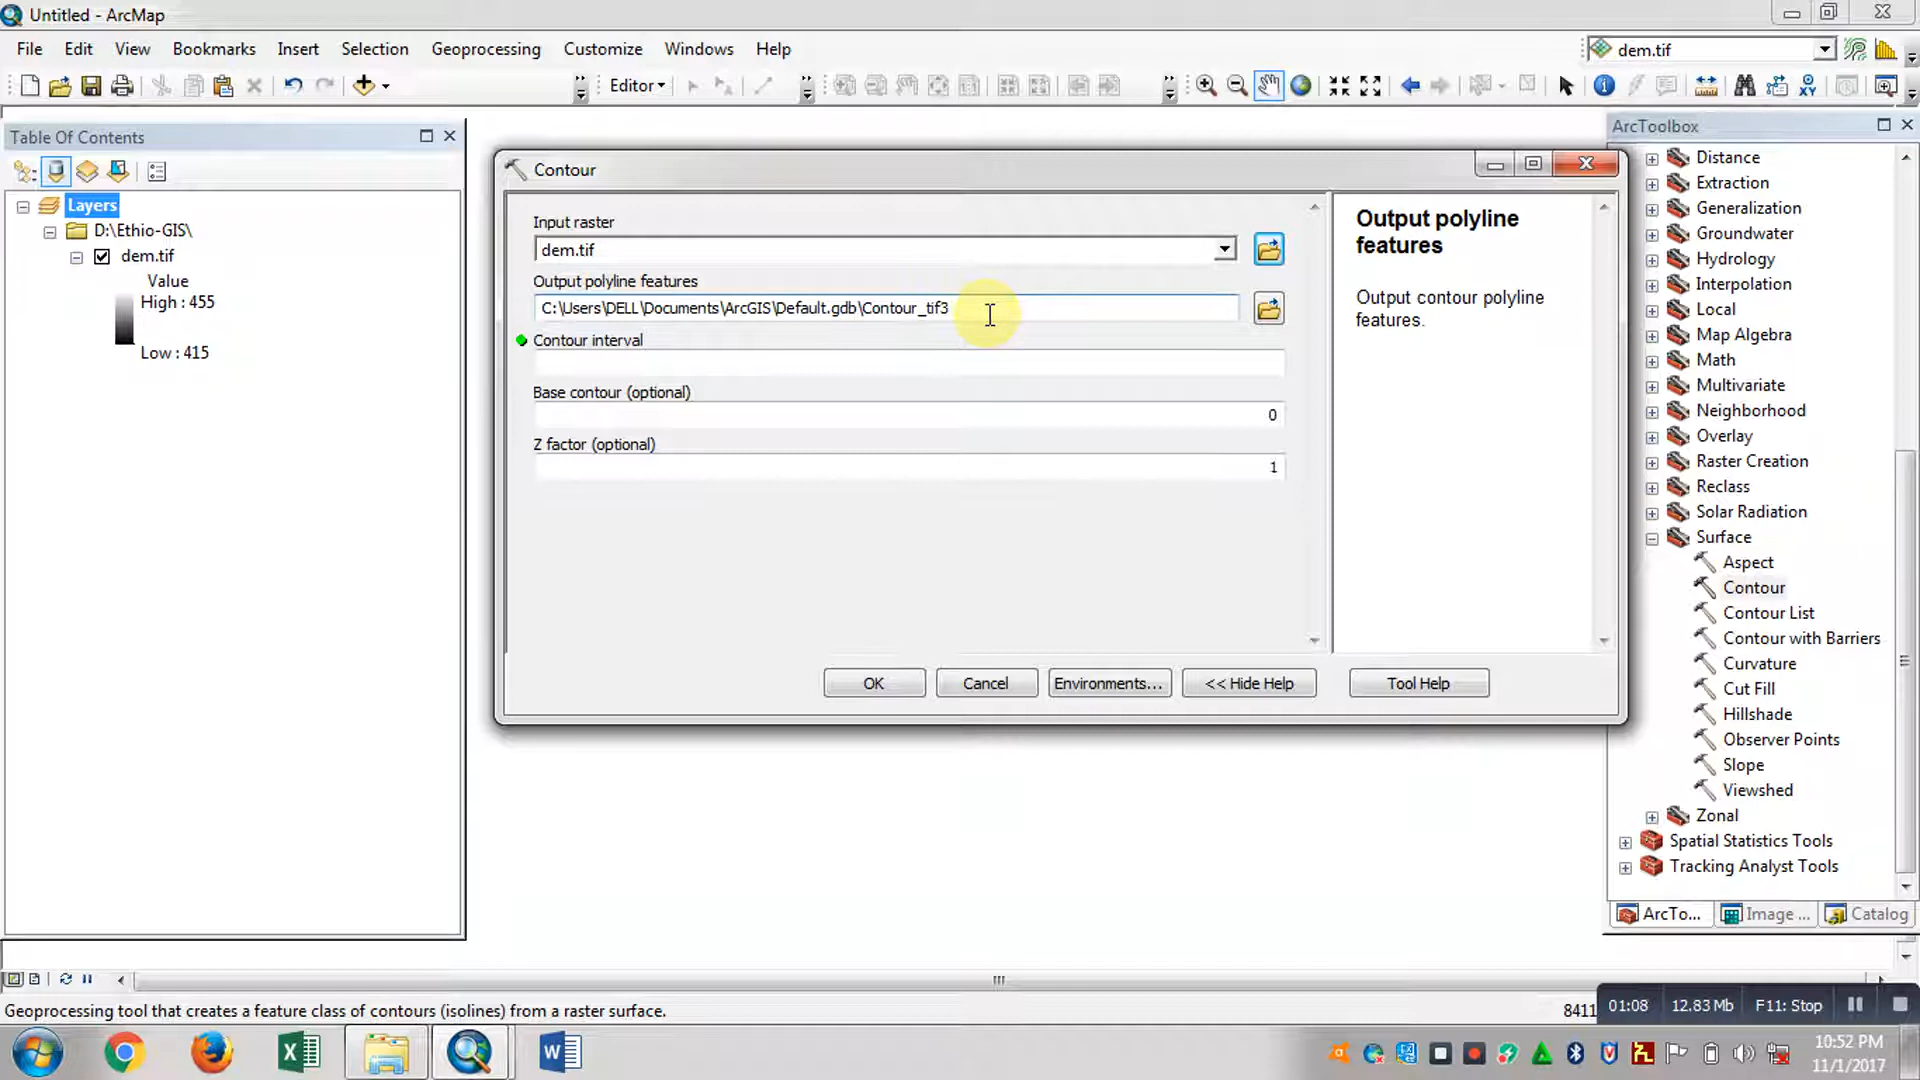 Untitled - ArcMap
File Edit View Bookmarks Insert Selection Geoprocessing Customize Windows Help
dem.tif
Editor
Table Of Contents
Layers
D:\Ethio-GIS\
dem.tif
Value
High : 455
Low : 415
Contour
Input raster
dem.tif
Output polyline features
C:\Users\DELL\Documents\ArcGIS\Default.gdb\Contour_tif3
Contour interval
Base contour (optional)
0
Z factor (optional)
1
OK Cancel Environments... << Hide Help Tool Help
Output polyline
features
Output contour polyline
features.
ArcToolbox
Distance
Extraction
Generalization
Groundwater
Hydrology
Interpolation
Local
Map Algebra
Math
Multivariate
Neighborhood
Overlay
Raster Creation
Reclass
Solar Radiation
Surface
Aspect
Contour
Contour List
Contour with Barriers
Curvature
Cut Fill
Hillshade
Observer Points
Slope
Viewshed
Zonal
Spatial Statistics Tools
Tracking Analyst Tools
ArcTo... Image ... Catalog
Geoprocessing tool that creates a feature class of contours (isolines) from a raster surface.
8411
01:08 12.83 Mb F11: Stop
10:52 PM
11/1/2017